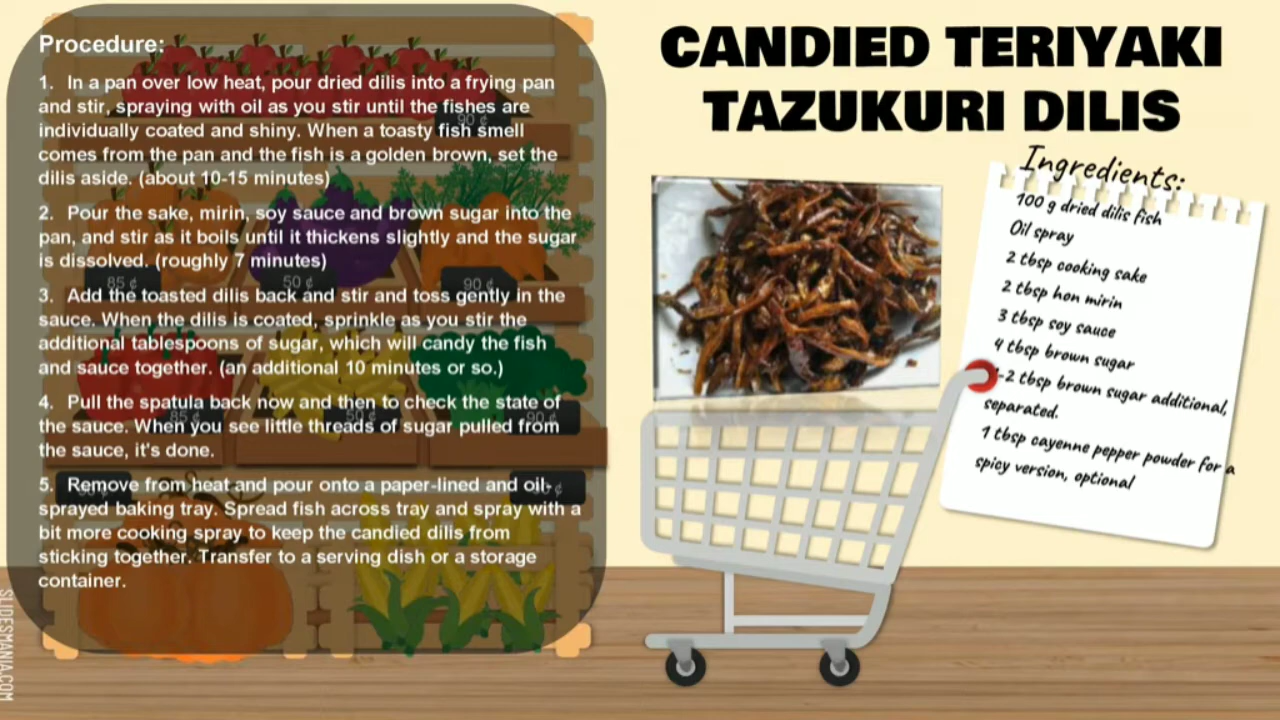 Procedure:
1. In a pan over low heat, pour dried dilis into a frying pan
and stir, spraying with oil as you stir until the fishes are
individually coated and shiny. When a toasty fish smell
comes from the pan and the fish is a golden brown, set the
dilis aside. (about 10-15 minutes)
2. Pour the sake, mirin, soy sauce and brown sugar into the
pan, and stir as it boils until it thickens slightly and the sugar
is dissolved. (roughly 7 minutes)
3. Add the toasted dilis back and stir and toss gently in the
sauce. When the dilis is coated, sprinkle as you stir the
additional tablespoons of sugar, which will candy the fish
and sauce together. (an additional 10 minutes or so.)
4. Pull the spatula back now and then to check the state of
the sauce. When you see little threads of sugar pulled from
the sauce, it's done.
5. Remove from heat and pour onto a paper-lined and oil-
sprayed baking tray. Spread fish across tray and spray with a
bit more cooking spray to keep the candied dilis from
sticking together. Transfer to a serving dish or a storage
container.
90 ¢
85 ¢
50 ¢
90 ¢
85 ¢
50 ¢
90 ¢
CANDIED TERIYAKI
TAZUKURI DILIS
Ingredients:
100 g dried dilis fish
Oil spray
2 tbsp cooking sake
2 tbsp hon mirin
3 tbsp soy sauce
4 tbsp brown sugar
-2 tbsp brown sugar additional,
separated.
1 tbsp cayenne pepper powder for a
spicy version, optional
SLIDESMANIA.COM